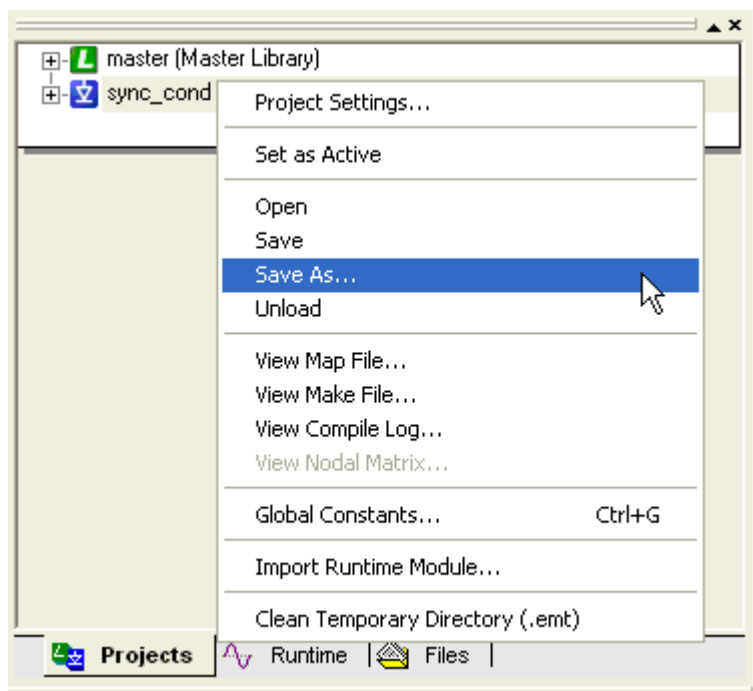 master (Master Library)
sync_cond
Project Settings...
Set as Active
Open
Save
Save As...
Unload
View Map File...
View Make File...
View Compile Log...
View Nodal Matrix...
Global Constants... Ctrl+G
Import Runtime Module...
Clean Temporary Directory (.emt)
Projects Runtime Files